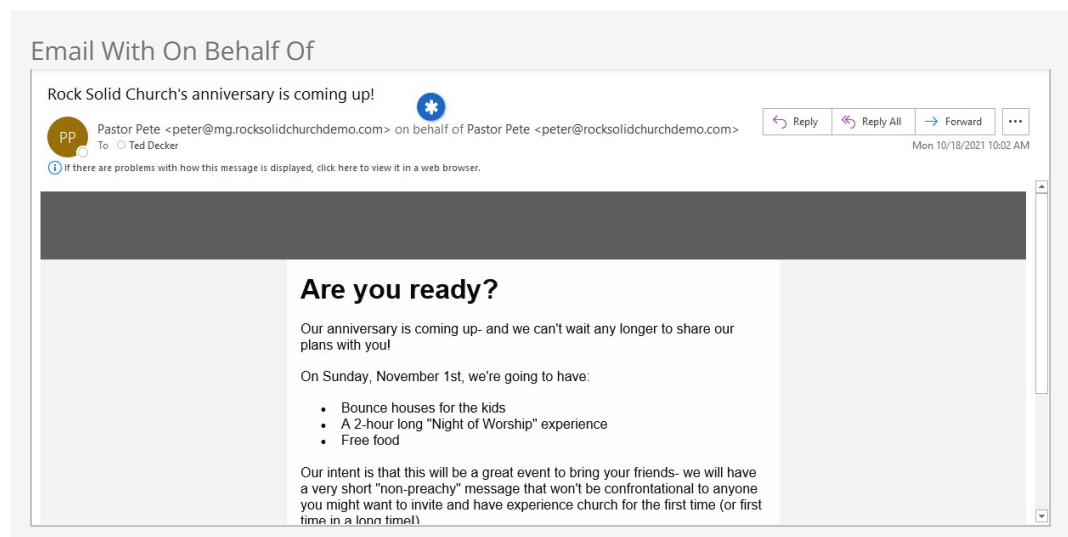 Email With On Behalf Of
Rock Solid Church's anniversary is coming up!
PP
Pastor Pete <peter@mg.rocksolidchurchdemo.com> on behalf of Pastor Pete <peter@rocksolidchurchdemo.com>
Reply
Reply All
Forward
To Ted Decker
Mon 10/18/2021 10:02 AM
If there are problems with how this message is displayed, click here to view it in a web browser.
Are you ready?
Our anniversary is coming up- and we can't wait any longer to share our
plans with you!
On Sunday, November 1st, we're going to have:
• Bounce houses for the kids
• A 2-hour long "Night of Worship" experience
• Free food
Our intent is that this will be a great event to bring your friends- we will have
a very short "non-preachy" message that won't be confrontational to anyone
you might want to invite and have experience church for the first time (or first
time in a long time!)